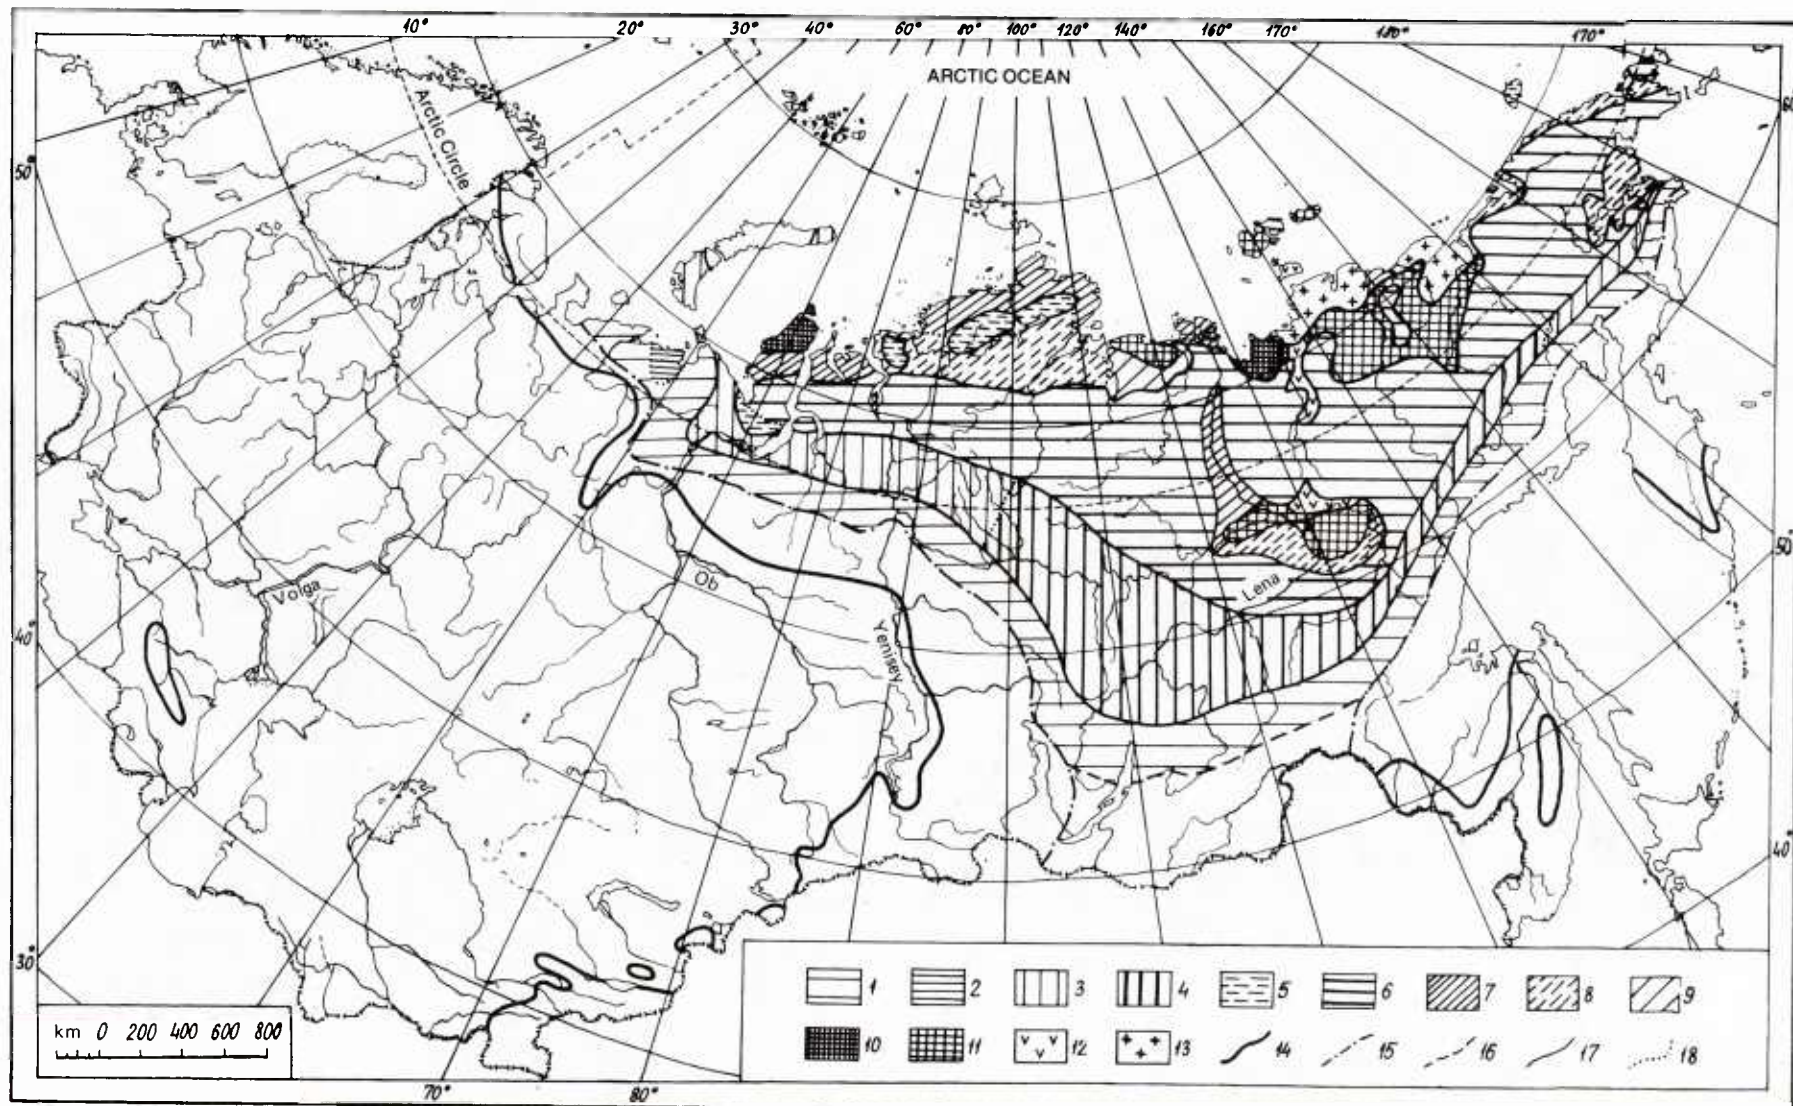 10° 20° 30° 40° 60° 80° 100° 120° 140° 160° 170° 180° 170°
ARCTIC OCEAN
Arctic Circle
50°
40°
30°
50°
40°
Volga
Ob
Yenisey
Lena
70° 80°
km 0 200 400 600 800
1 2 3 4 5 6 7 8 9
10 11 12 13 14 15 16 17 18